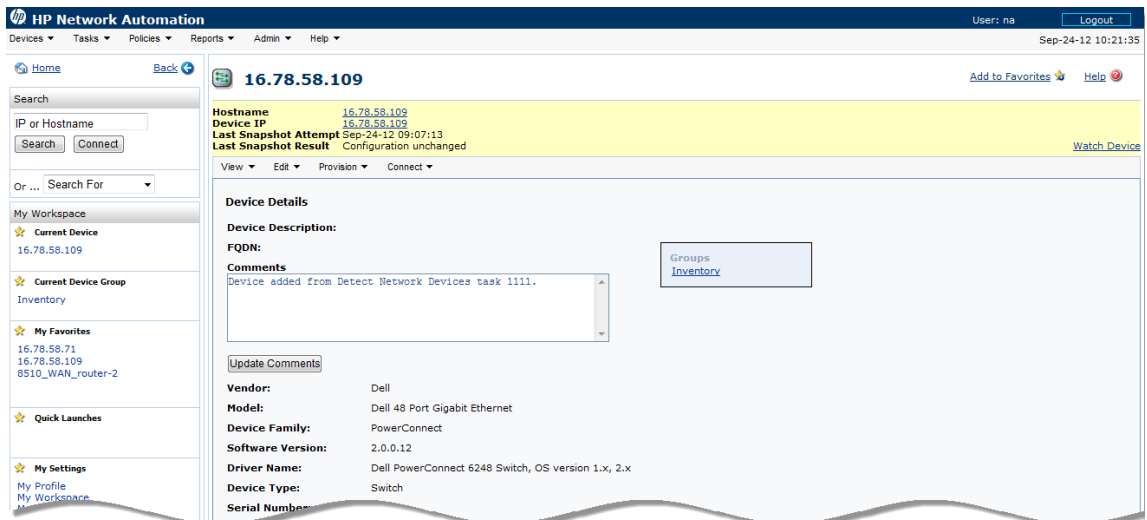 hp HP Network Automation
User: na Logout
Devices Tasks Policies Reports Admin Help
Sep-24-12 10:21:35
Home Back
Search
IP or Hostname
Search Connect
Or ... Search For
My Workspace
Current Device
16.78.58.109
Current Device Group
Inventory
My Favorites
16.78.58.71
16.78.58.109
8510_WAN_router-2
Quick Launches
My Settings
My Profile
My Workspace
16.78.58.109
Add to Favorites Help
Hostname 16.78.58.109
Device IP 16.78.58.109
Last Snapshot Attempt Sep-24-12 09:07:13
Last Snapshot Result Configuration unchanged
Watch Device
View Edit Provision Connect
Device Details
Device Description:
FQDN:
Comments
Device added from Detect Network Devices task 1111.
Groups
Inventory
Update Comments
Vendor: Dell
Model: Dell 48 Port Gigabit Ethernet
Device Family: PowerConnect
Software Version: 2.0.0.12
Driver Name: Dell PowerConnect 6248 Switch, OS version 1.x, 2.x
Device Type: Switch
Serial Number: